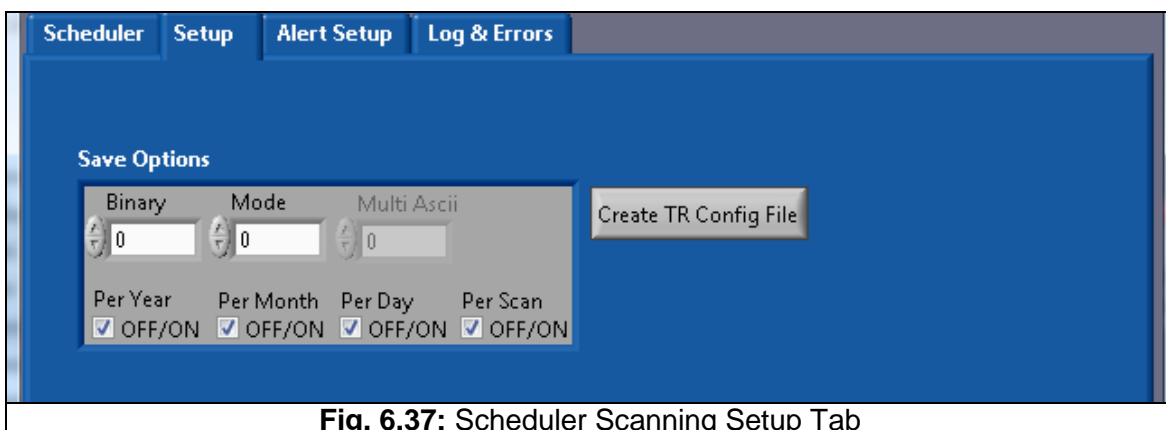 Scheduler Setup Alert Setup Log & Errors
Save Options
Binary Mode Multi Ascii
0 0 0
Create TR Config File
Per Year Per Month Per Day Per Scan
OFF/ON OFF/ON OFF/ON OFF/ON
Fig. 6.37: Scheduler Scanning Setup Tab